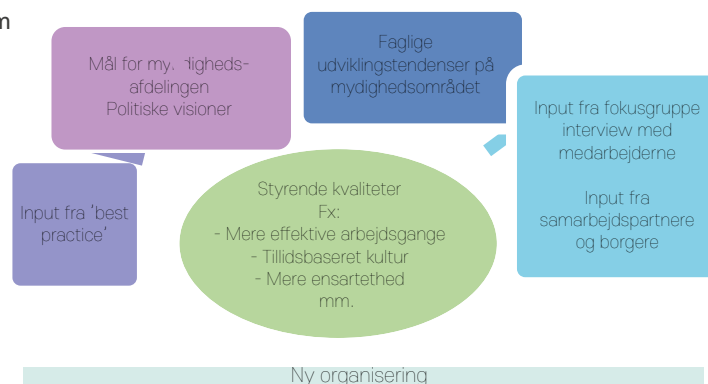 Mål for my. digheds-
afdelingen
Politiske visioner
Faglige
udviklingstendenser på
mydighedsområdet
Input fra fokusgruppe
interview med
medarbejderne
Input fra
samarbejdspartnere
og borgere
Input fra 'best
practice'
Styrende kvaliteter
Fx:
- Mere effektive arbejdsgange
- Tillidsbaseret kultur
- Mere ensartethed
mm.
Ny organisering